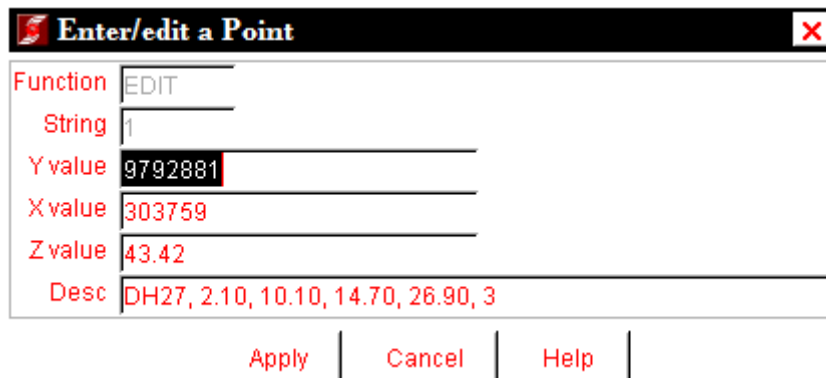 Enter/edit a Point
Function EDIT
String 1
Y value 9792881
X value 303759
Z value 43.42
Desc DH27, 2.10, 10.10, 14.70, 26.90, 3
Apply Cancel Help